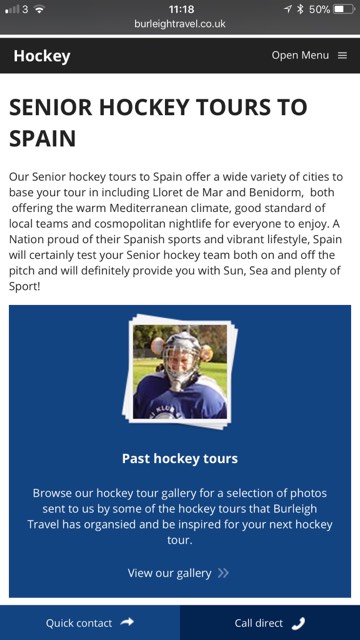 3 11:18 50%
burleightravel.co.uk
Hockey Open Menu
SENIOR HOCKEY TOURS TO
SPAIN
Our Senior hockey tours to Spain offer a wide variety of cities to
base your tour in including Lloret de Mar and Benidorm,  both
offering the warm Mediterranean climate, good standard of
local teams and cosmopolitan nightlife for everyone to enjoy. A
Nation proud of their Spanish sports and vibrant lifestyle, Spain
will certainly test your Senior hockey team both on and off the
pitch and will definitely provide you with Sun, Sea and plenty of
Sport!
Past hockey tours
Browse our hockey tour gallery for a selection of photos
sent to us by some of the hockey tours that Burleigh
Travel has organsied and be inspired for your next hockey
tour.
View our gallery
Quick contact Call direct